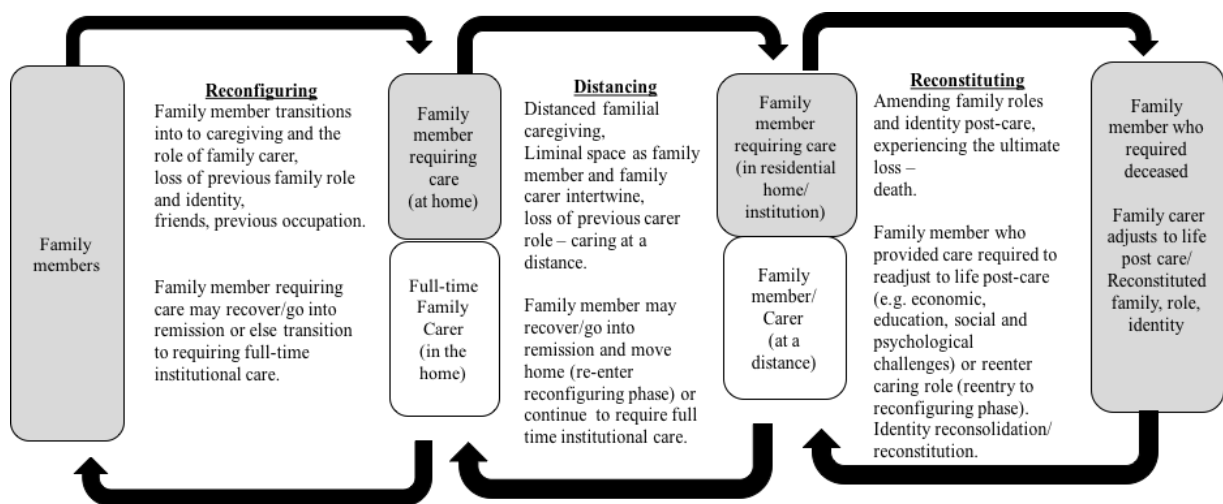 Family
members
Reconfiguring
Family member transitions
into to caregiving and the
role of family carer,
loss of previous family role
and identity,
friends, previous occupation.
Family member requiring
care may recover/go into
remission or else transition
to requiring full-time
institutional care.
Family
member
requiring
care
(at home)
Full-time
Family
Carer
(in the
home)
Distancing
Distanced familial
caregiving,
Liminal space as family
member and family
carer intertwine,
loss of previous carer
role – caring at a
distance.
Family member may
recover/go into
remission and move
home (re-enter
reconfiguring phase) or
continue to require full
time institutional care.
Family
member
requiring care
(in residential
home/
institution)
Family
member/
Carer
(at a
distance)
Reconstituting
Amending family roles
and identity post-care,
experiencing the ultimate
loss –
death.
Family member who
provided care required to
readjust to life post-care
(e.g. economic,
education, social and
psychological
challenges) or reenter
caring role (reentry to
reconfiguring phase).
Identity reconsolidation/
reconstitution.
Family
member who
required
deceased
Family carer
adjusts to life
post care/
Reconstituted
family, role,
identity